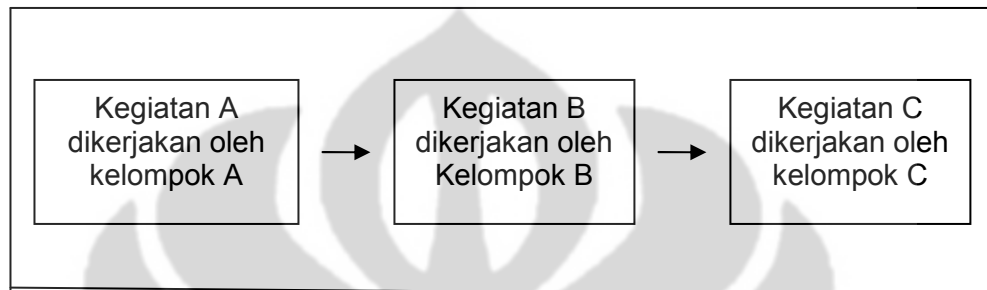 Kegiatan A
dikerjakan oleh
kelompok A
Kegiatan B
dikerjakan oleh
Kelompok B
Kegiatan C
dikerjakan oleh
kelompok C